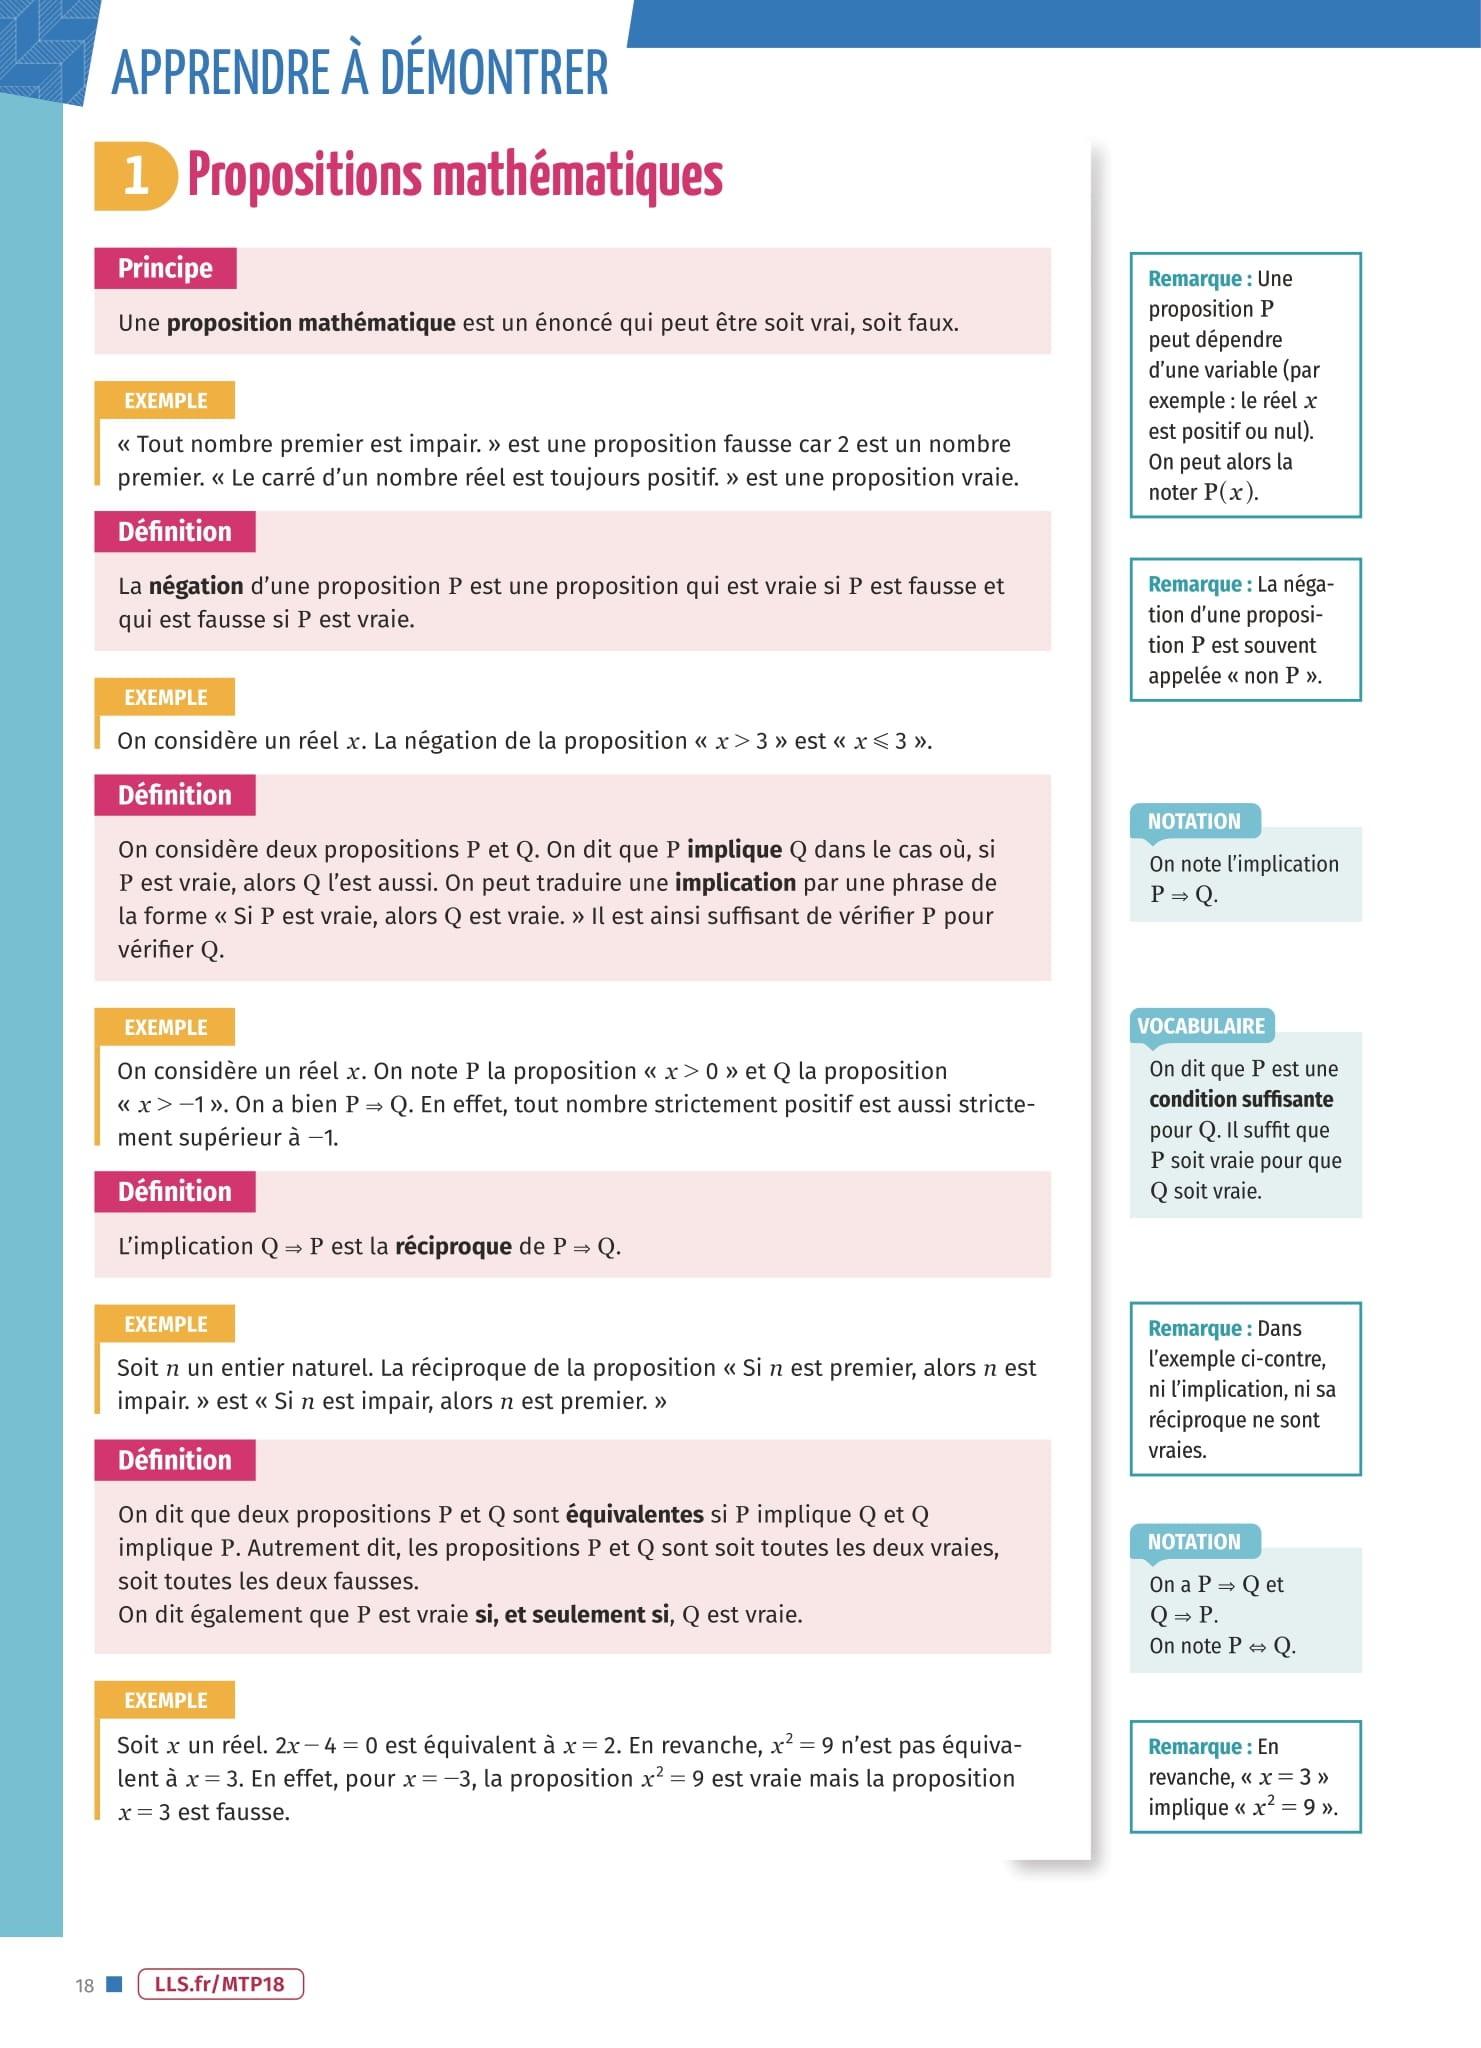 APPRENDRE À DÉMONTRER
1 Propositions mathématiques
Principe
Une proposition mathématique est un énoncé qui peut être soit vrai, soit faux.
EXEMPLE
« Tout nombre premier est impair. » est une proposition fausse car 2 est un nombre
premier. « Le carré d’un nombre réel est toujours positif. » est une proposition vraie.
Définition
La négation d’une proposition P est une proposition qui est vraie si P est fausse et
qui est fausse si P est vraie.
EXEMPLE
On considère un réel x. La négation de la proposition « x > 3 » est « x ⩽ 3 ».
Définition
On considère deux propositions P et Q. On dit que P implique Q dans le cas où, si
P est vraie, alors Q l’est aussi. On peut traduire une implication par une phrase de
la forme « Si P est vraie, alors Q est vraie. » Il est ainsi suffisant de vérifier P pour
vérifier Q.
EXEMPLE
On considère un réel x. On note P la proposition « x > 0 » et Q la proposition
« x > −1 ». On a bien P ⇒ Q. En effet, tout nombre strictement positif est aussi stricte-
ment supérieur à −1.
Définition
L’implication Q ⇒ P est la réciproque de P ⇒ Q.
EXEMPLE
Soit n un entier naturel. La réciproque de la proposition « Si n est premier, alors n est
impair. » est « Si n est impair, alors n est premier. »
Définition
On dit que deux propositions P et Q sont équivalentes si P implique Q et Q
implique P. Autrement dit, les propositions P et Q sont soit toutes les deux vraies,
soit toutes les deux fausses.
On dit également que P est vraie si, et seulement si, Q est vraie.
EXEMPLE
Soit x un réel. 2x − 4 = 0 est équivalent à x = 2. En revanche, x² = 9 n’est pas équiva-
lent à x = 3. En effet, pour x = −3, la proposition x² = 9 est vraie mais la proposition
x = 3 est fausse.
Remarque : Une
proposition P
peut dépendre
d’une variable (par
exemple : le réel x
est positif ou nul).
On peut alors la
noter P(x).
Remarque : La néga-
tion d’une proposi-
tion P est souvent
appelée « non P ».
NOTATION
On note l’implication
P ⇒ Q.
VOCABULAIRE
On dit que P est une
condition suffisante
pour Q. Il suffit que
P soit vraie pour que
Q soit vraie.
Remarque : Dans
l’exemple ci-contre,
ni l’implication, ni sa
réciproque ne sont
vraies.
NOTATION
On a P ⇒ Q et
Q ⇒ P.
On note P ⇔ Q.
Remarque : En
revanche, « x = 3 »
implique « x² = 9 ».
18 LLS.fr/MTP18